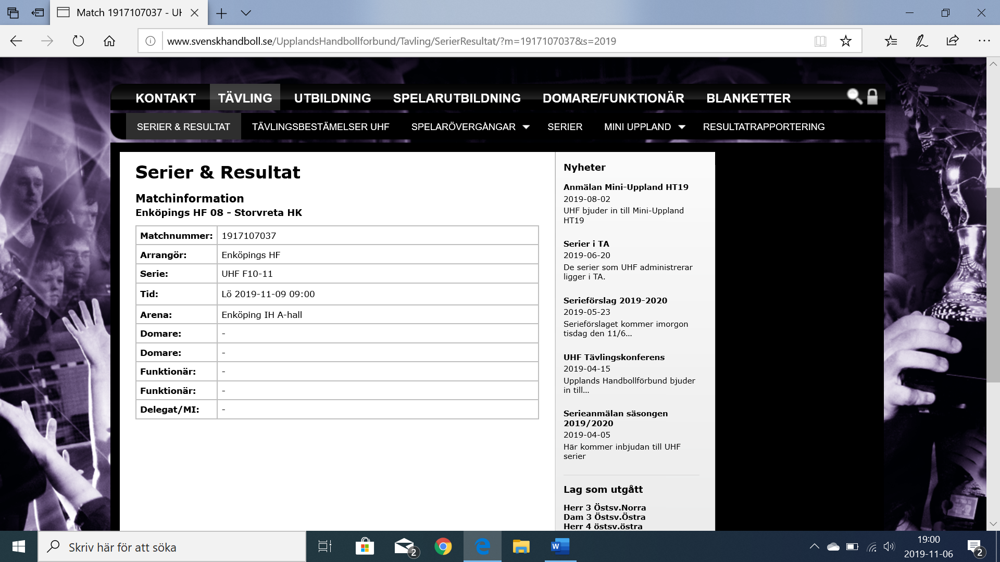 Match 1917107037 - UH
www.svenskhandboll.se/UpplandsHandbollforbund/Tavling/SerierResultat/?m=1917107037&s=2019
KONTAKT TÄVLING UTBILDNING SPELARUTBILDNING DOMARE/FUNKTIONÄR BLANKETTER
SERIER & RESULTAT TÄVLINGSBESTÄMELSER UHF SPELARÖVERGÅNGAR SERIER MINI UPPLAND RESULTATRAPPORTERING
Serier & Resultat
Matchinformation
Enköpings HF 08 - Storvreta HK
Matchnummer: 1917107037
Arrangör: Enköpings HF
Serie: UHF F10-11
Tid: Lö 2019-11-09 09:00
Arena: Enköping IH A-hall
Domare: -
Domare: -
Funktionär: -
Funktionär: -
Delegat/MI: -
Nyheter
Anmälan Mini-Uppland HT19
2019-08-02
UHF bjuder in till Mini-Uppland
HT19
Serier i TA
2019-06-20
De serier som UHF administrerar
ligger i TA.
Serieförslag 2019-2020
2019-05-23
Serieförslaget kommer imorgon
tisdag den 11/6...
UHF Tävlingskonferens
2019-04-15
Upplands Handbollförbund bjuder
in till...
Serieanmälan säsongen
2019/2020
2019-04-05
Här kommer inbjudan till UHF
serier
Lag som utgått
Herr 3 Östsv.Norra
Dam 3 Östsv.Östra
Herr 4 östsv.östra
Skriv här för att söka
2
W
19:00
2019-11-06
2